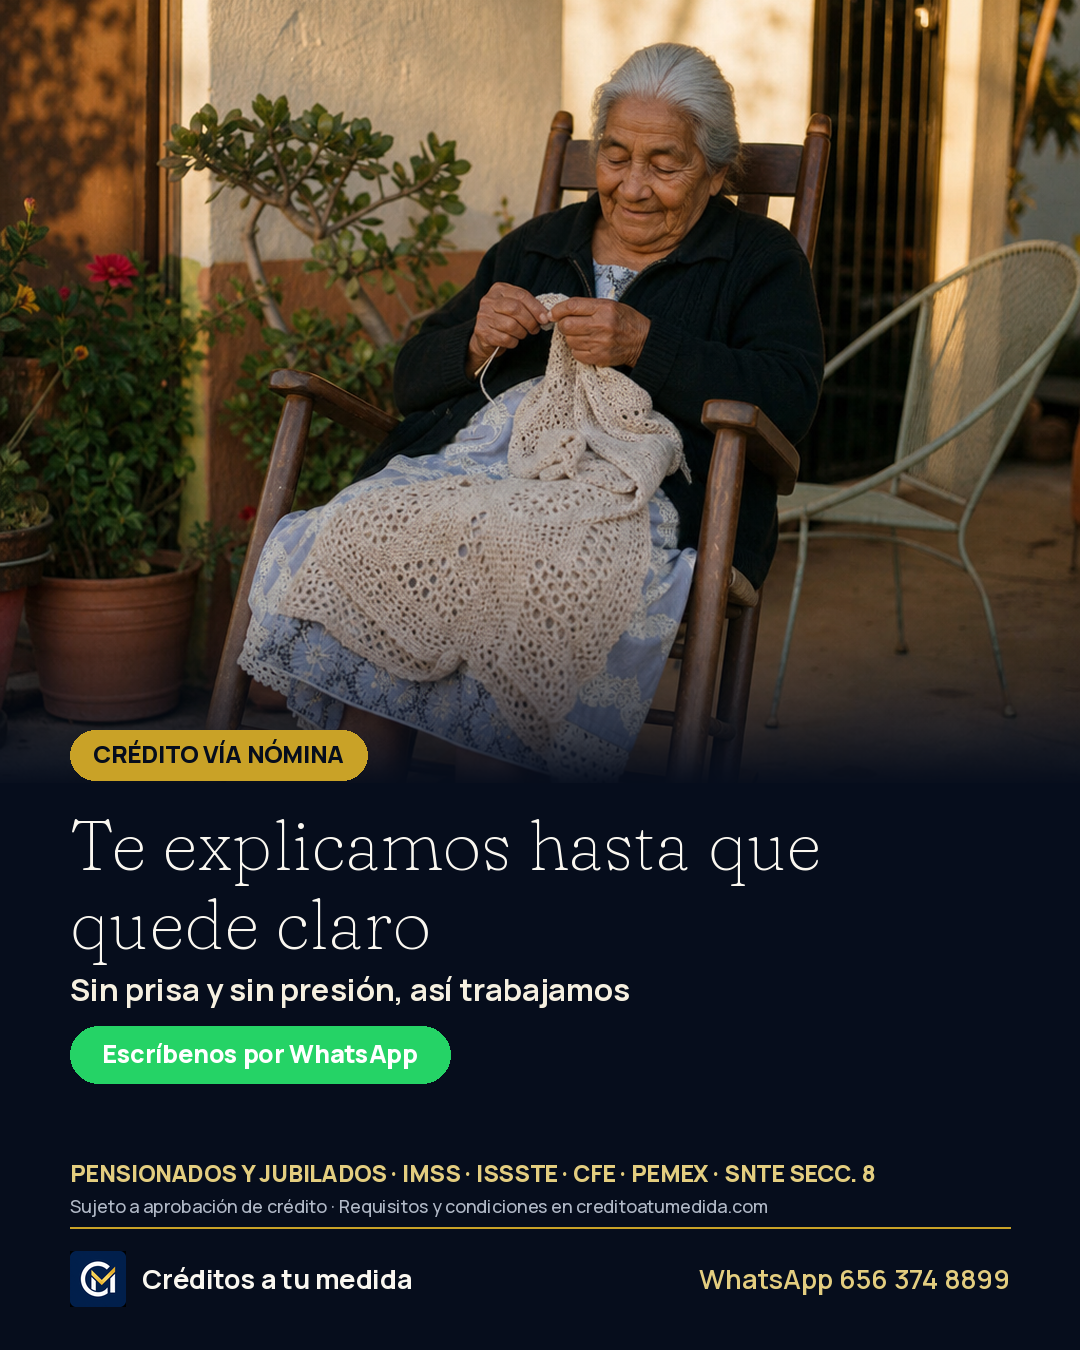 CRÉDITO VÍA NÓMINA
Te explicamos hasta que
quede claro
Sin prisa y sin presión, así trabajamos
Escríbenos por WhatsApp
PENSIONADOS Y JUBILADOS · IMSS · ISSSTE · CFE · PEMEX · SNTE SECC. 8
Sujeto a aprobación de crédito · Requisitos y condiciones en creditoatumedida.com
Créditos a tu medida
WhatsApp 656 374 8899